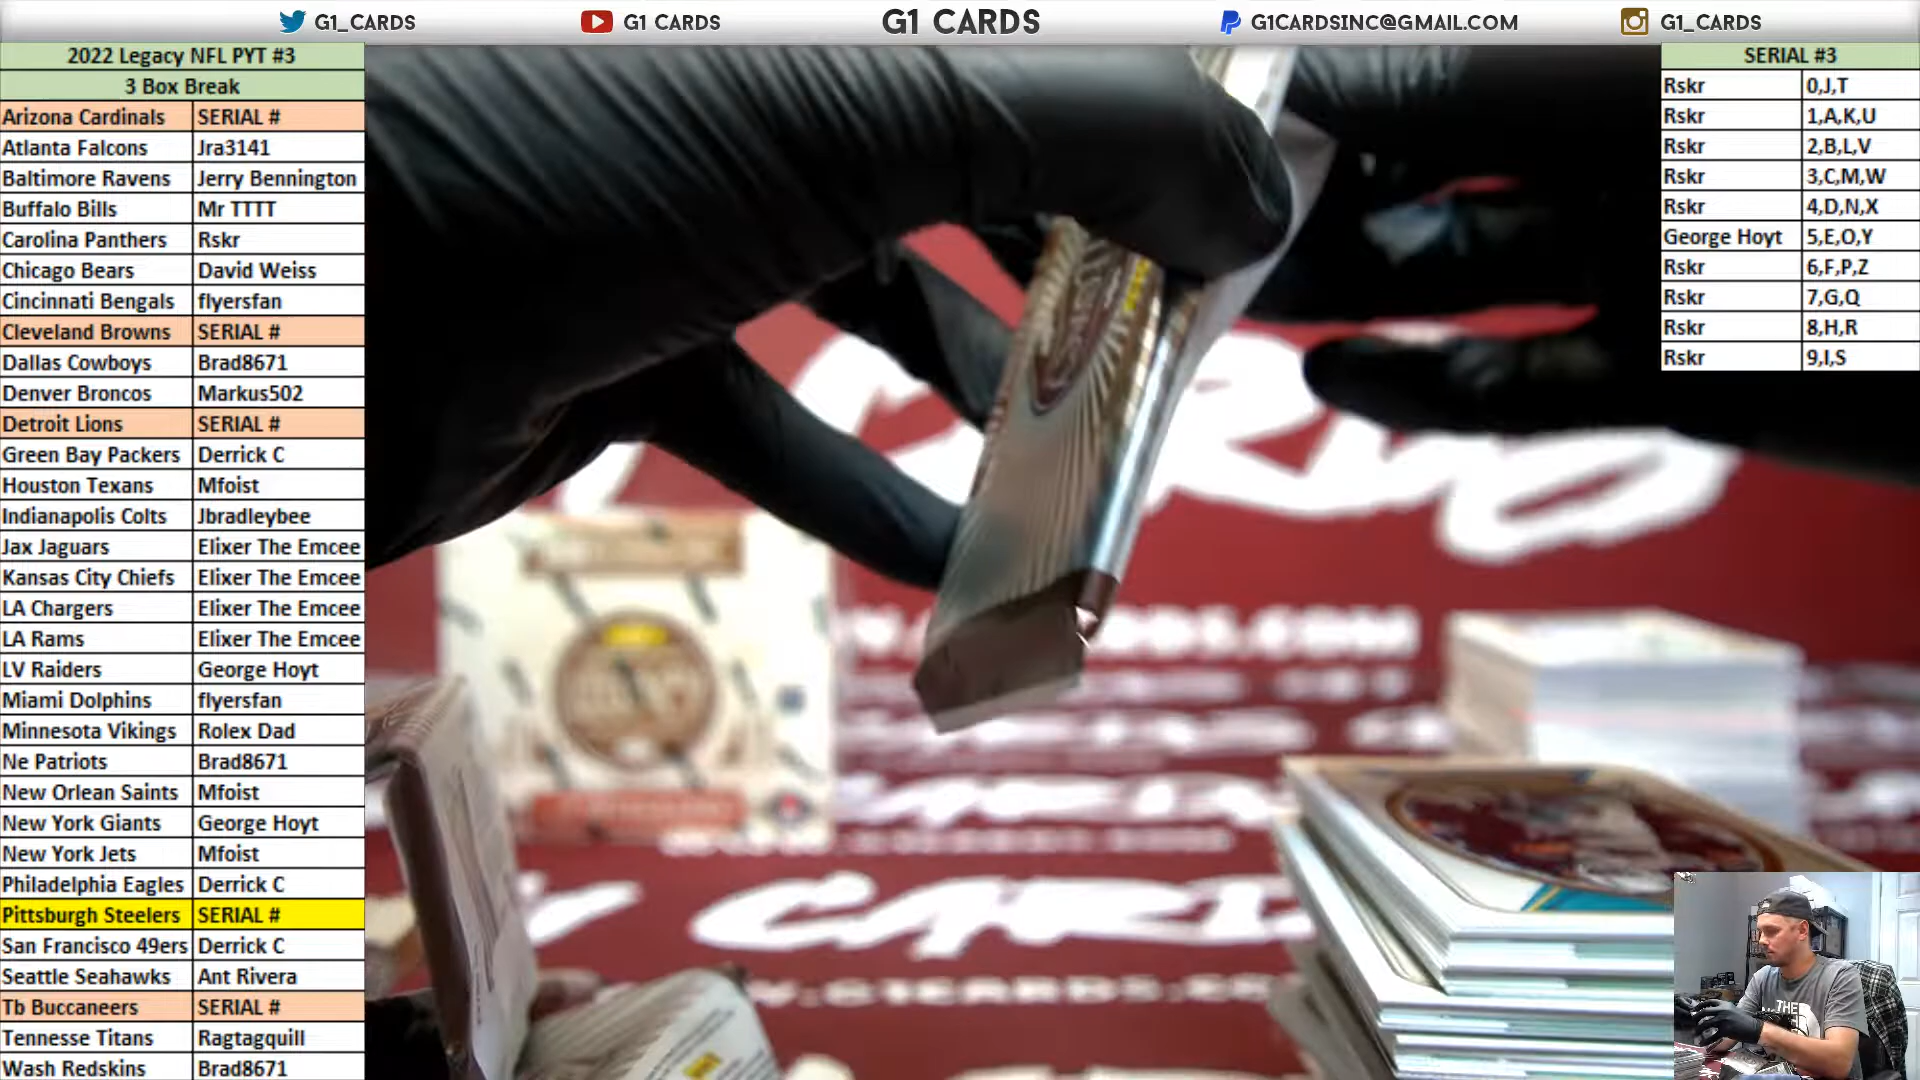 G1_CARDS G1 CARDS G1 CARDS G1CARDSINC@GMAIL.COM G1_CARDS
2022 Legacy NFL PYT #3
3 Box Break
Arizona Cardinals SERIAL #
Atlanta Falcons Jra3141
Baltimore Ravens Jerry Bennington
Buffalo Bills Mr TTTT
Carolina Panthers Rskr
Chicago Bears David Weiss
Cincinnati Bengals flyersfan
Cleveland Browns SERIAL #
Dallas Cowboys Brad8671
Denver Broncos Markus502
Detroit Lions SERIAL #
Green Bay Packers Derrick C
Houston Texans Mfoist
Indianapolis Colts Jbradleybee
Jax Jaguars Elixer The Emcee
Kansas City Chiefs Elixer The Emcee
LA Chargers Elixer The Emcee
LA Rams Elixer The Emcee
LV Raiders George Hoyt
Miami Dolphins flyersfan
Minnesota Vikings Rolex Dad
Ne Patriots Brad8671
New Orlean Saints Mfoist
New York Giants George Hoyt
New York Jets Mfoist
Philadelphia Eagles Derrick C
Pittsburgh Steelers SERIAL #
San Francisco 49ers Derrick C
Seattle Seahawks Ant Rivera
Tb Buccaneers SERIAL #
Tennesse Titans Ragtagquill
Wash Redskins Brad8671
SERIAL #3
Rskr 0,J,T
Rskr 1,A,K,U
Rskr 2,B,L,V
Rskr 3,C,M,W
Rskr 4,D,N,X
George Hoyt 5,E,O,Y
Rskr 6,F,P,Z
Rskr 7,G,Q
Rskr 8,H,R
Rskr 9,I,S
THE